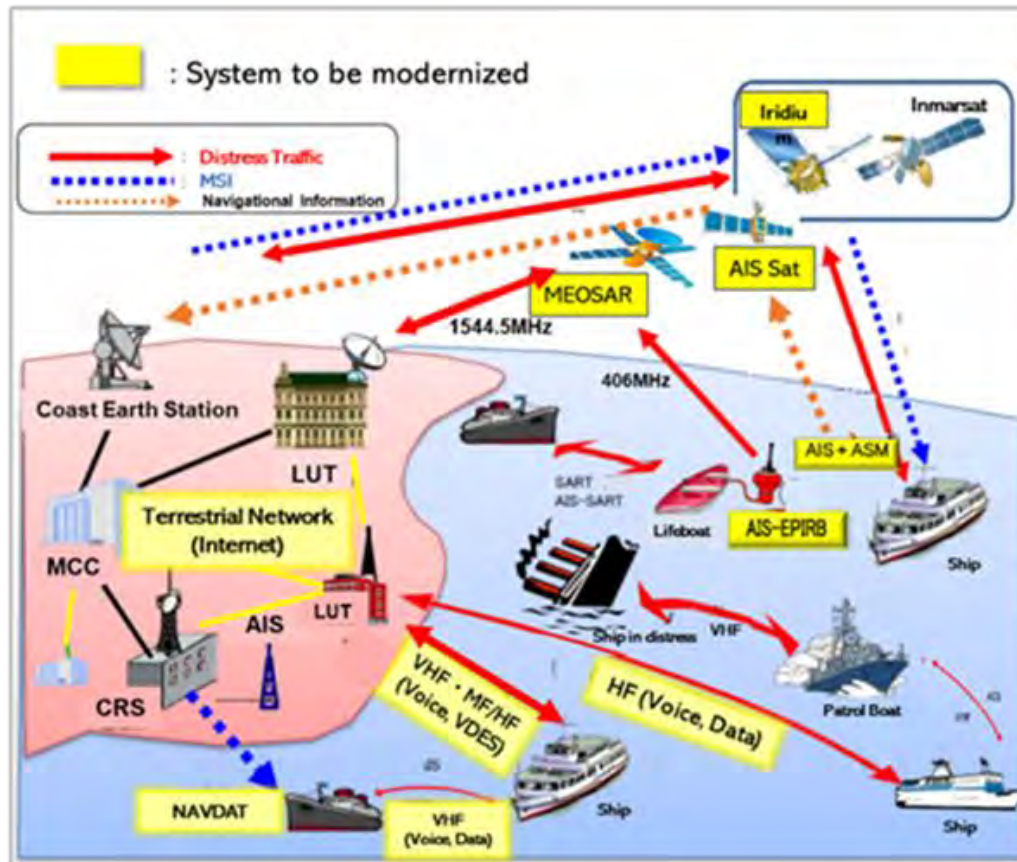 : System to be modernized
: Distress Traffic
: MSI
: Navigational Information
Iridiu
m
Inmarsat
AIS Sat
MEOSAR
1544.5MHz
406MHz
Coast Earth Station
LUT
AIS + ASM
SART
AIS-SART
Lifeboat
AIS-EPIRB
Ship
Terrestrial Network
(Internet)
MCC
LUT
AIS
Ship in distress
VHF
CRS
VHF · MF/HF
(Voice, VDES)
HF (Voice, Data)
Patrol Boat
NAVDAT
VHF
(Voice, Data)
Ship
Ship